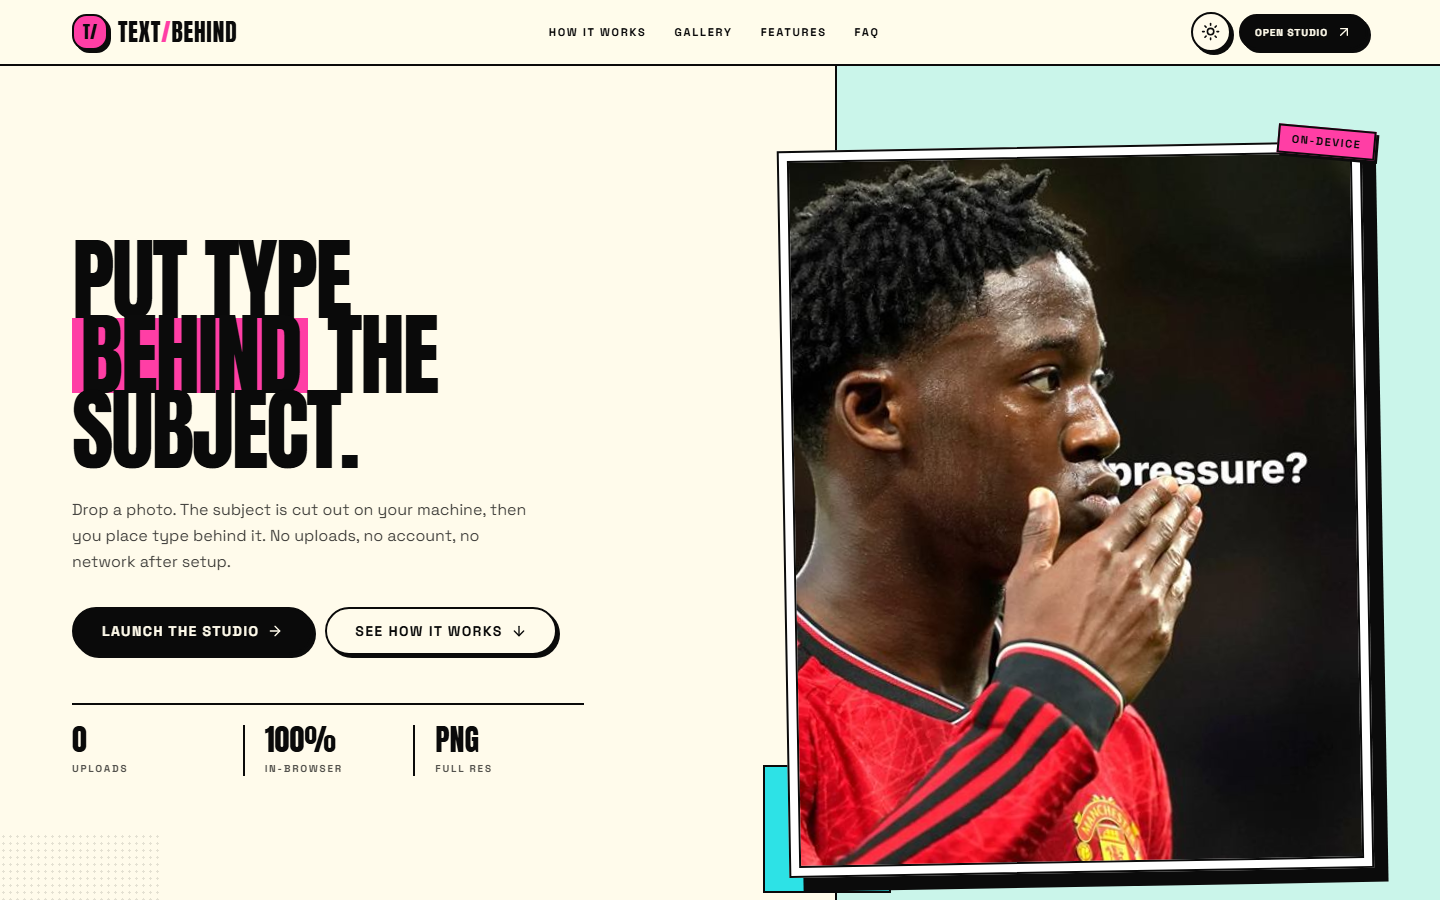 T/ TEXT/BEHIND
HOW IT WORKS
GALLERY
FEATURES
FAQ
OPEN STUDIO
ON-DEVICE
PUT TYPE
BEHIND THE
SUBJECT.
pressure?
Drop a photo. The subject is cut out on your machine, then
you place type behind it. No uploads, no account, no
network after setup.
LAUNCH THE STUDIO
SEE HOW IT WORKS
0
UPLOADS
100%
IN-BROWSER
PNG
FULL RES
MANCHESTER